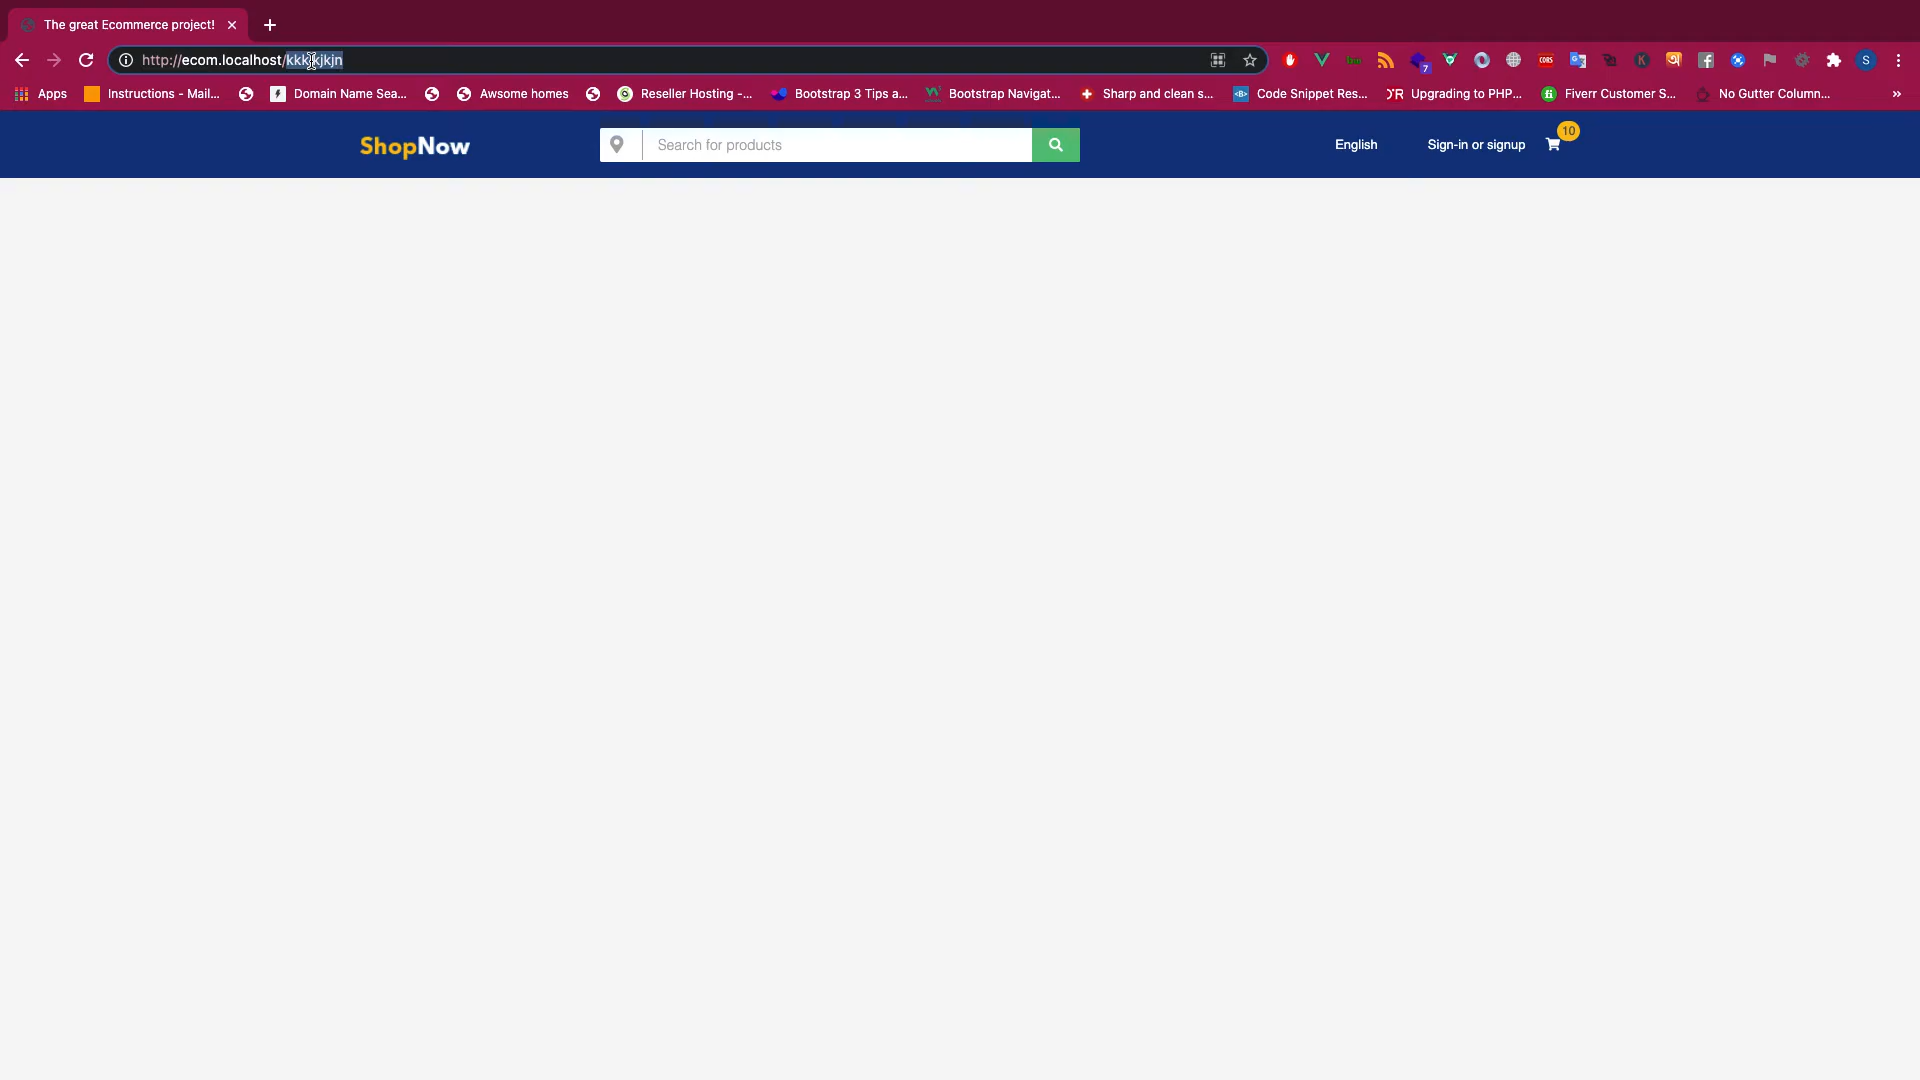 The great Ecommerce project!
http://ecom.localhost/
Apps Instructions - Mail... Domain Name Sea... Awsome homes Reseller Hosting -... Bootstrap 3 Tips a... Bootstrap Navigat... Sharp and clean s... Code Snippet Res... Upgrading to PHP... Fiverr Customer S... No Gutter Column... »
ShopNow Search for products English Sign-in or signup 10
7
CORS
K
S